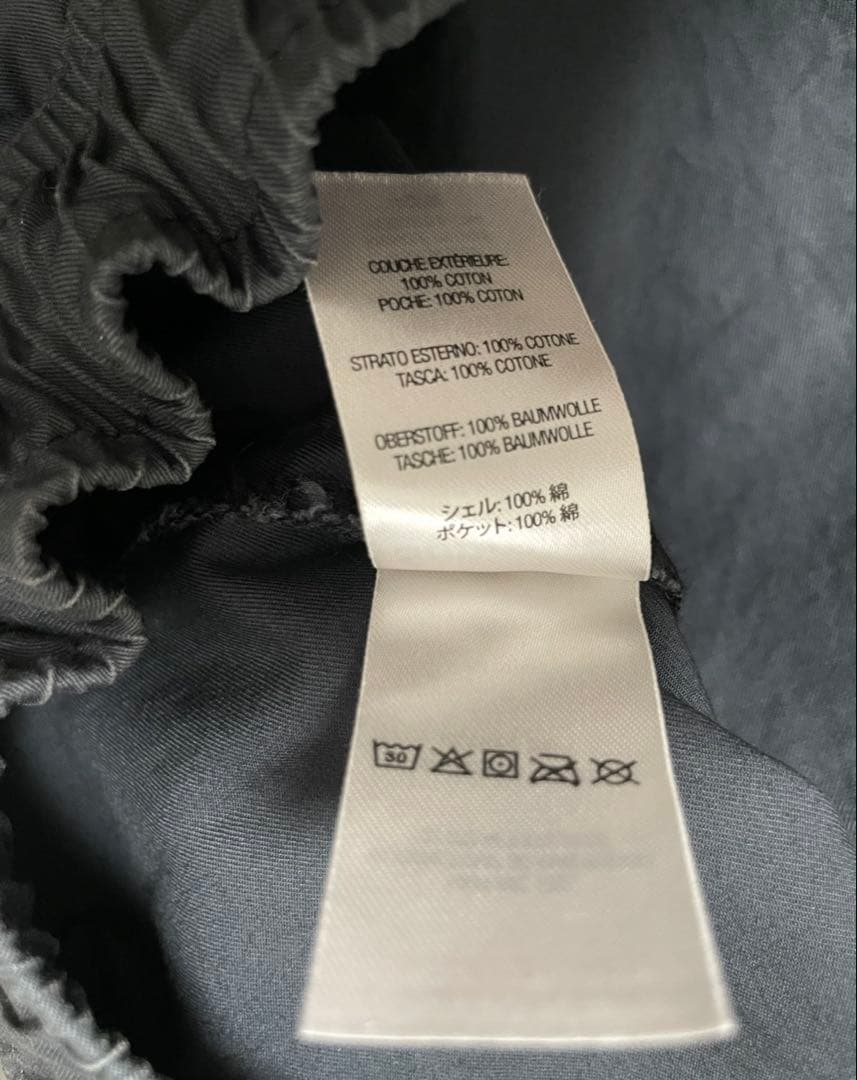 COUCHE EXTÉRIEURE:
100% COTON
POCHE: 100% COTON
STRATO ESTERNO: 100% COTONE
TASCA: 100% COTONE
OBERSTOFF: 100% BAUMWOLLE
TASCHE: 100% BAUMWOLLE
シェル: 100% 綿
ポケット: 100% 綿
30